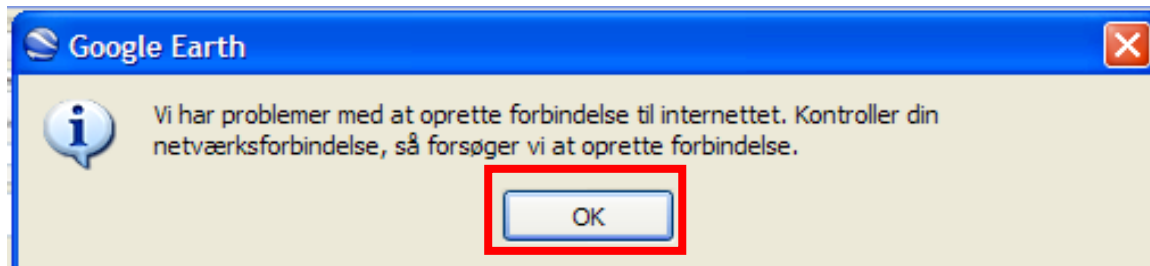 Google Earth
Vi har problemer med at oprette forbindelse til internettet. Kontroller din
netværksforbindelse, så forsøger vi at oprette forbindelse.
OK